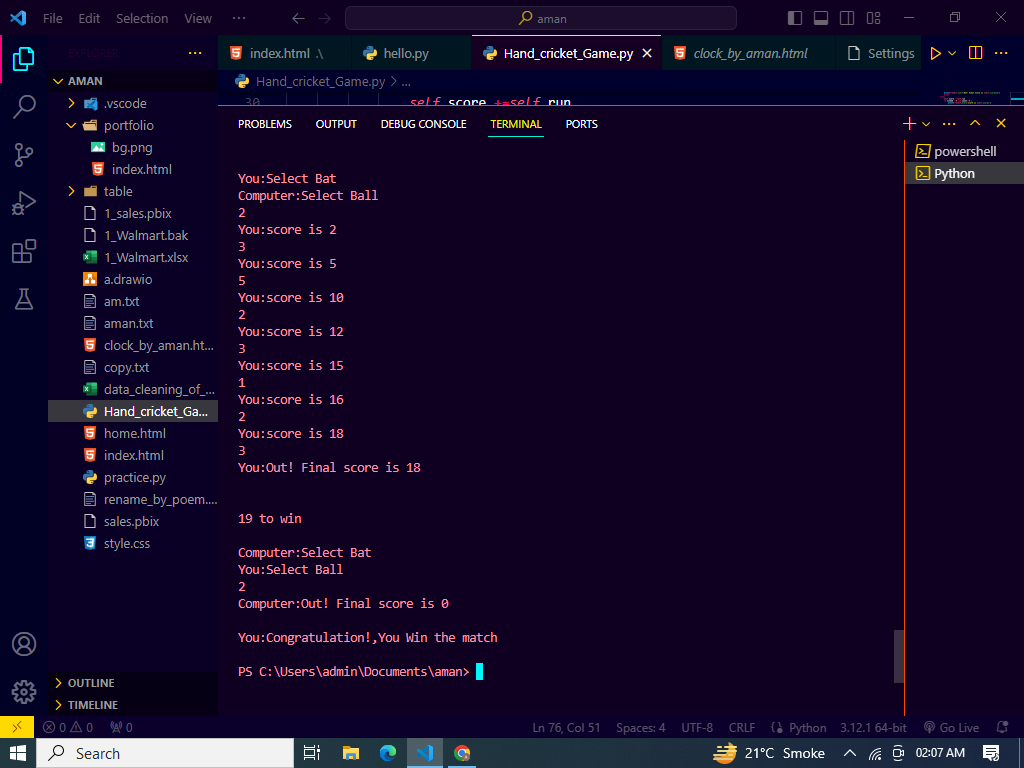 File Edit Selection View ··· aman
EXPLORER ···
index.html .\ hello.py Hand_cricket_Game.py clock_by_aman.html Settings ···
AMAN
.vscode
portfolio
bg.png
index.html
table
1_sales.pbix
1_Walmart.bak
1_Walmart.xlsx
a.drawio
am.txt
aman.txt
clock_by_aman.ht...
copy.txt
data_cleaning_of_...
Hand_cricket_Ga...
home.html
index.html
practice.py
rename_by_poem....
sales.pbix
style.css
OUTLINE
TIMELINE
Hand_cricket_Game.py > ...
30 self.score +=self.run
PROBLEMS OUTPUT DEBUG CONSOLE TERMINAL PORTS
powershell
Python
You:Select Bat
Computer:Select Ball
2
You:score is 2
3
You:score is 5
5
You:score is 10
2
You:score is 12
3
You:score is 15
1
You:score is 16
2
You:score is 18
3
You:Out! Final score is 18
19 to win
Computer:Select Bat
You:Select Ball
2
Computer:Out! Final score is 0
You:Congratulation!,You Win the match
PS C:\Users\admin\Documents\aman>
0 0 0 Ln 76, Col 51 Spaces: 4 UTF-8 CRLF Python 3.12.1 64-bit Go Live
Search 21°C Smoke 02:07 AM